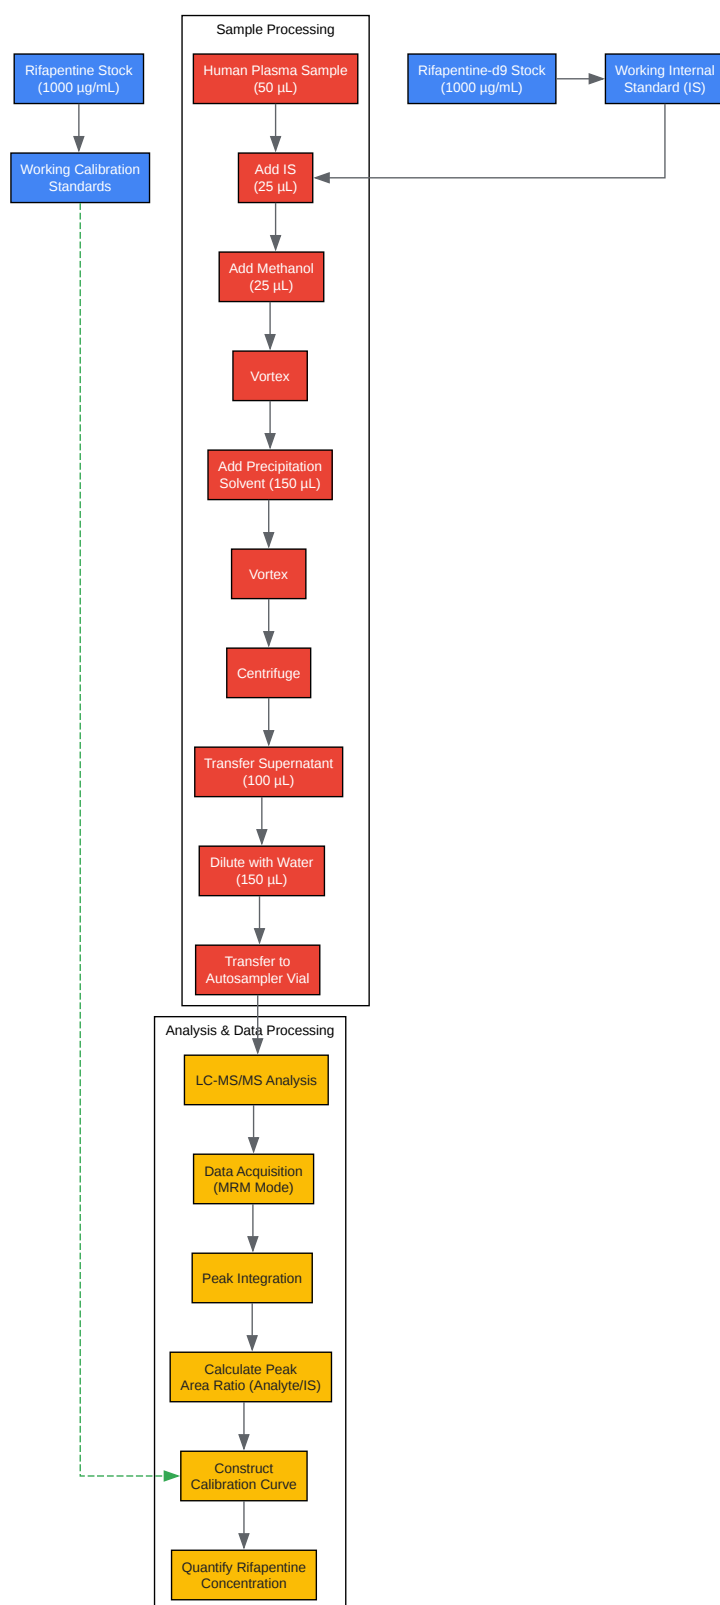 Sample Processing
Rifapentine Stock
(1000 µg/mL)
Human Plasma Sample
(50 µL)
Rifapentine-d9 Stock
(1000 µg/mL)
Working Internal
Standard (IS)
Working Calibration
Standards
Add IS
(25 µL)
Add Methanol
(25 µL)
Vortex
Add Precipitation
Solvent (150 µL)
Vortex
Centrifuge
Transfer Supernatant
(100 µL)
Dilute with Water
(150 µL)
Transfer to
Autosampler Vial
Analysis & Data Processing
LC-MS/MS Analysis
Data Acquisition
(MRM Mode)
Peak Integration
Calculate Peak
Area Ratio (Analyte/IS)
Construct
Calibration Curve
Quantify Rifapentine
Concentration